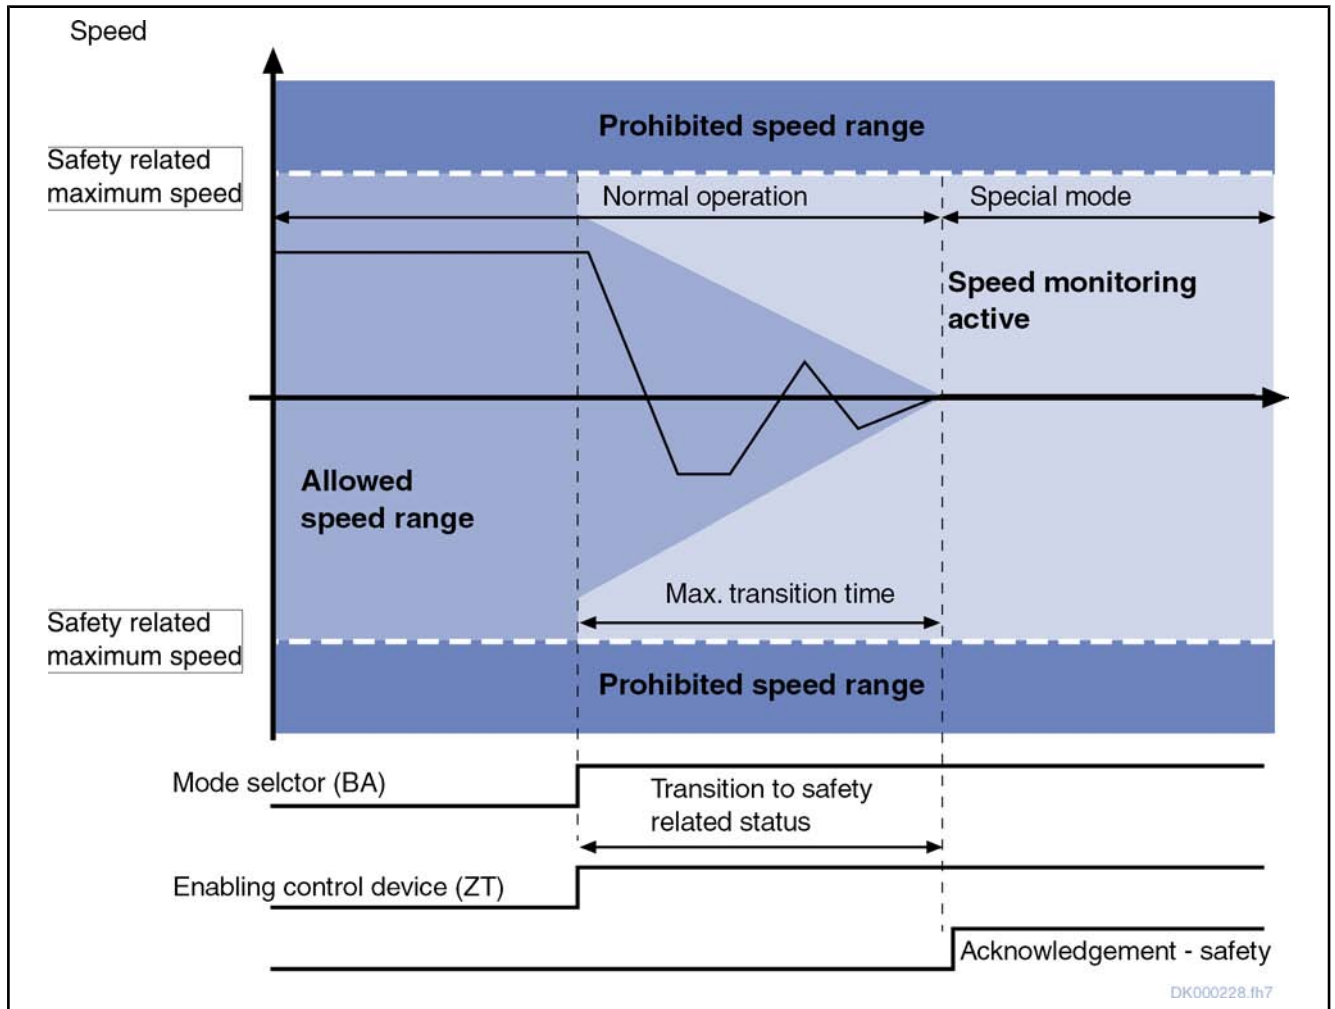 Speed
Prohibited speed range
Safety related
maximum speed
Normal operation
Special mode
Speed monitoring
active
Allowed
speed range
Max. transition time
Safety related
maximum speed
Prohibited speed range
Mode selctor (BA)
Transition to safety
related status
Enabling control device (ZT)
Acknowledgement - safety
DK000228.fh7